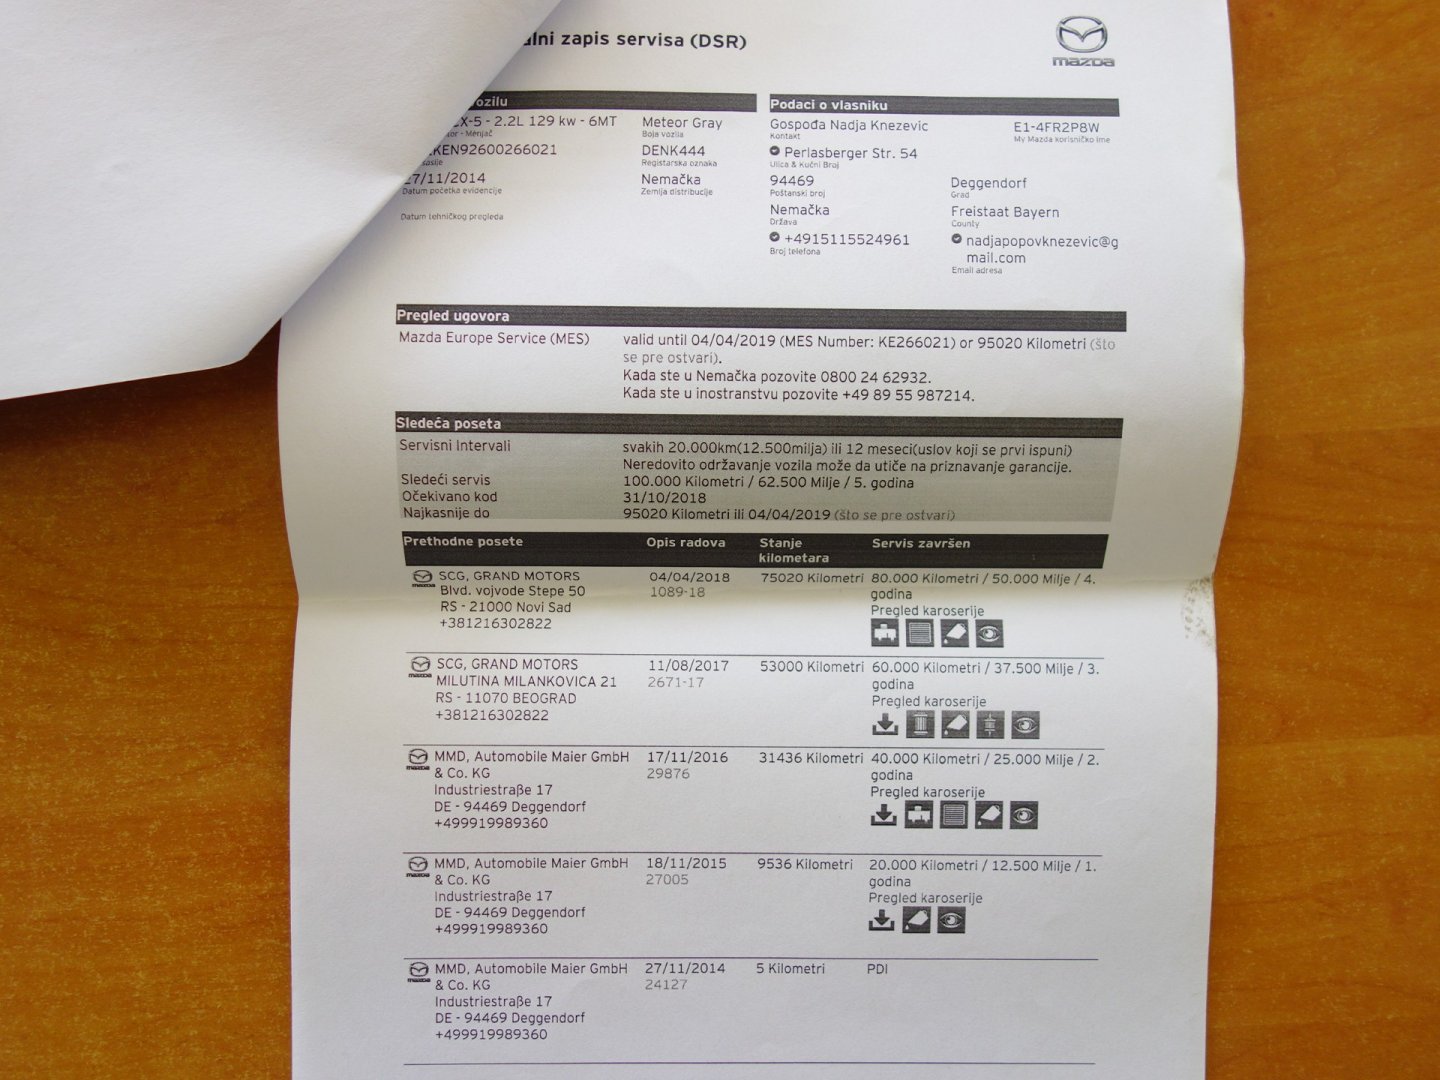 zapis servisa (DSR)
mazda
Podaci o vlasniku
- 2.2L 129 kw - 6MT
Meteor Gray
Boja vozila
Gospođa Nadja Knezevic
Kontakt
E1-4FR2P8W
My Mazda korisničko ime
Menjač
KEN92600266021
DENK444
Registarska oznaka
Perlasberger Str. 54
Ulica & Kućni Broj
7/11/2014
Datum početka evidencije
Nemačka
Zemlja distribucije
94469
Poštanski broj
Deggendorf
Grad
Datum tehničkog pregleda
Nemačka
Država
Freistaat Bayern
County
+4915115524961
Broj telefona
nadjapopovknezevic@g
mail.com
Email adresa
Pregled ugovora
Mazda Europe Service (MES)
valid until 04/04/2019 (MES Number: KE266021) or 95020 Kilometri (što
se pre ostvari).
Kada ste u Nemačka pozovite 0800 24 62932.
Kada ste u inostranstvu pozovite +49 89 55 987214.
Sledeća poseta
Servisni Intervali
svakih 20.000km(12.500milja) ili 12 meseci(uslov koji se prvi ispuni)
Neredovito održavanje vozila može da utiče na priznavanje garancije.
Sledeći servis
100.000 Kilometri / 62.500 Milje / 5. godina
Očekivano kod
31/10/2018
Najkasnije do
95020 Kilometri ili 04/04/2019 (što se pre ostvari)
Prethodne posete
Opis radova
Stanje
kilometara
Servis završen
mazda
SCG, GRAND MOTORS
Blvd. vojvode Stepe 50
RS - 21000 Novi Sad
+381216302822
04/04/2018
1089-18
75020 Kilometri
80.000 Kilometri / 50.000 Milje / 4.
godina
Pregled karoserije
mazda
SCG, GRAND MOTORS
MILUTINA MILANKOVICA 21
RS - 11070 BEOGRAD
+381216302822
11/08/2017
2671-17
53000 Kilometri
60.000 Kilometri / 37.500 Milje / 3.
godina
Pregled karoserije
mazda
MMD, Automobile Maier GmbH
& Co. KG
Industriestraße 17
DE - 94469 Deggendorf
+499919989360
17/11/2016
29876
31436 Kilometri
40.000 Kilometri / 25.000 Milje / 2.
godina
Pregled karoserije
mazda
MMD, Automobile Maier GmbH
& Co. KG
Industriestraße 17
DE - 94469 Deggendorf
+499919989360
18/11/2015
27005
9536 Kilometri
20.000 Kilometri / 12.500 Milje / 1.
godina
Pregled karoserije
mazda
MMD, Automobile Maier GmbH
& Co. KG
Industriestraße 17
DE - 94469 Deggendorf
+499919989360
27/11/2014
24127
5 Kilometri
PDI